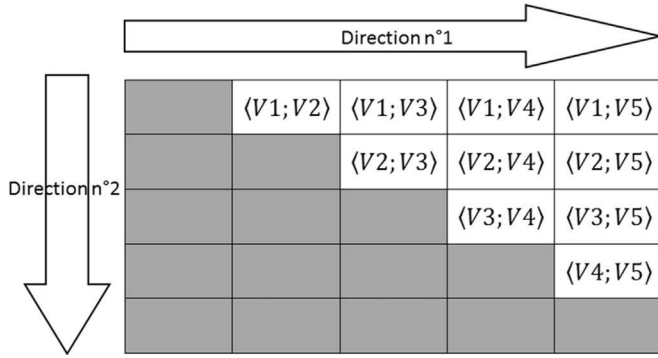 Direction n°1
Direction n°2
⟨V1;V2⟩ ⟨V1;V3⟩ ⟨V1;V4⟩ ⟨V1;V5⟩
⟨V2;V3⟩ ⟨V2;V4⟩ ⟨V2;V5⟩
⟨V3;V4⟩ ⟨V3;V5⟩
⟨V4;V5⟩